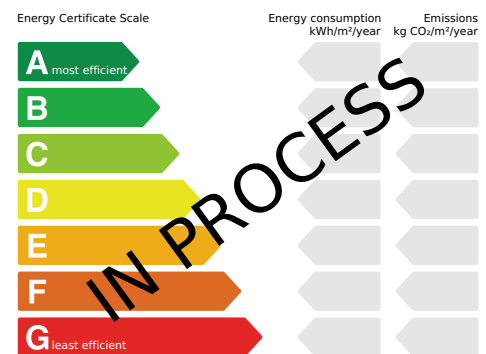 Energy Certificate Scale
Energy consumption
kWh/m²/year
Emissions
kg CO₂/m²/year
A most efficient
B
C
D
E
F
G least efficient
IN PROCESS